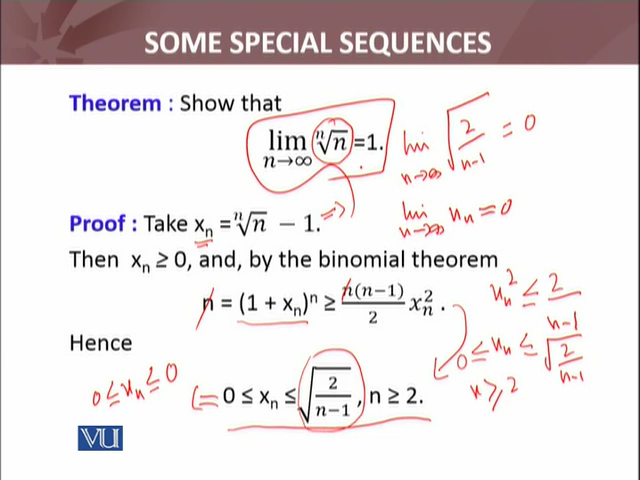 SOME SPECIAL SEQUENCES
Theorem : Show that
lim n→∞ ⁿ√n =1.
lim n→∞ √(2/(n-1)) = 0
Proof : Take xₙ = ⁿ√n − 1. ⇒
lim n→∞ xₙ = 0
Then xₙ ≥ 0, and, by the binomial theorem
n = (1 + xₙ)ⁿ ≥ n(n−1)/2 xₙ² .
xₙ² ≤ 2/(n-1)
Hence
0 ≤ xₙ ≤ √(2/(n-1))
n ≥ 2
0 ≤ xₙ ≤ 0
⇐ 0 ≤ xₙ ≤ √(2/(n−1)), n ≥ 2.
VU